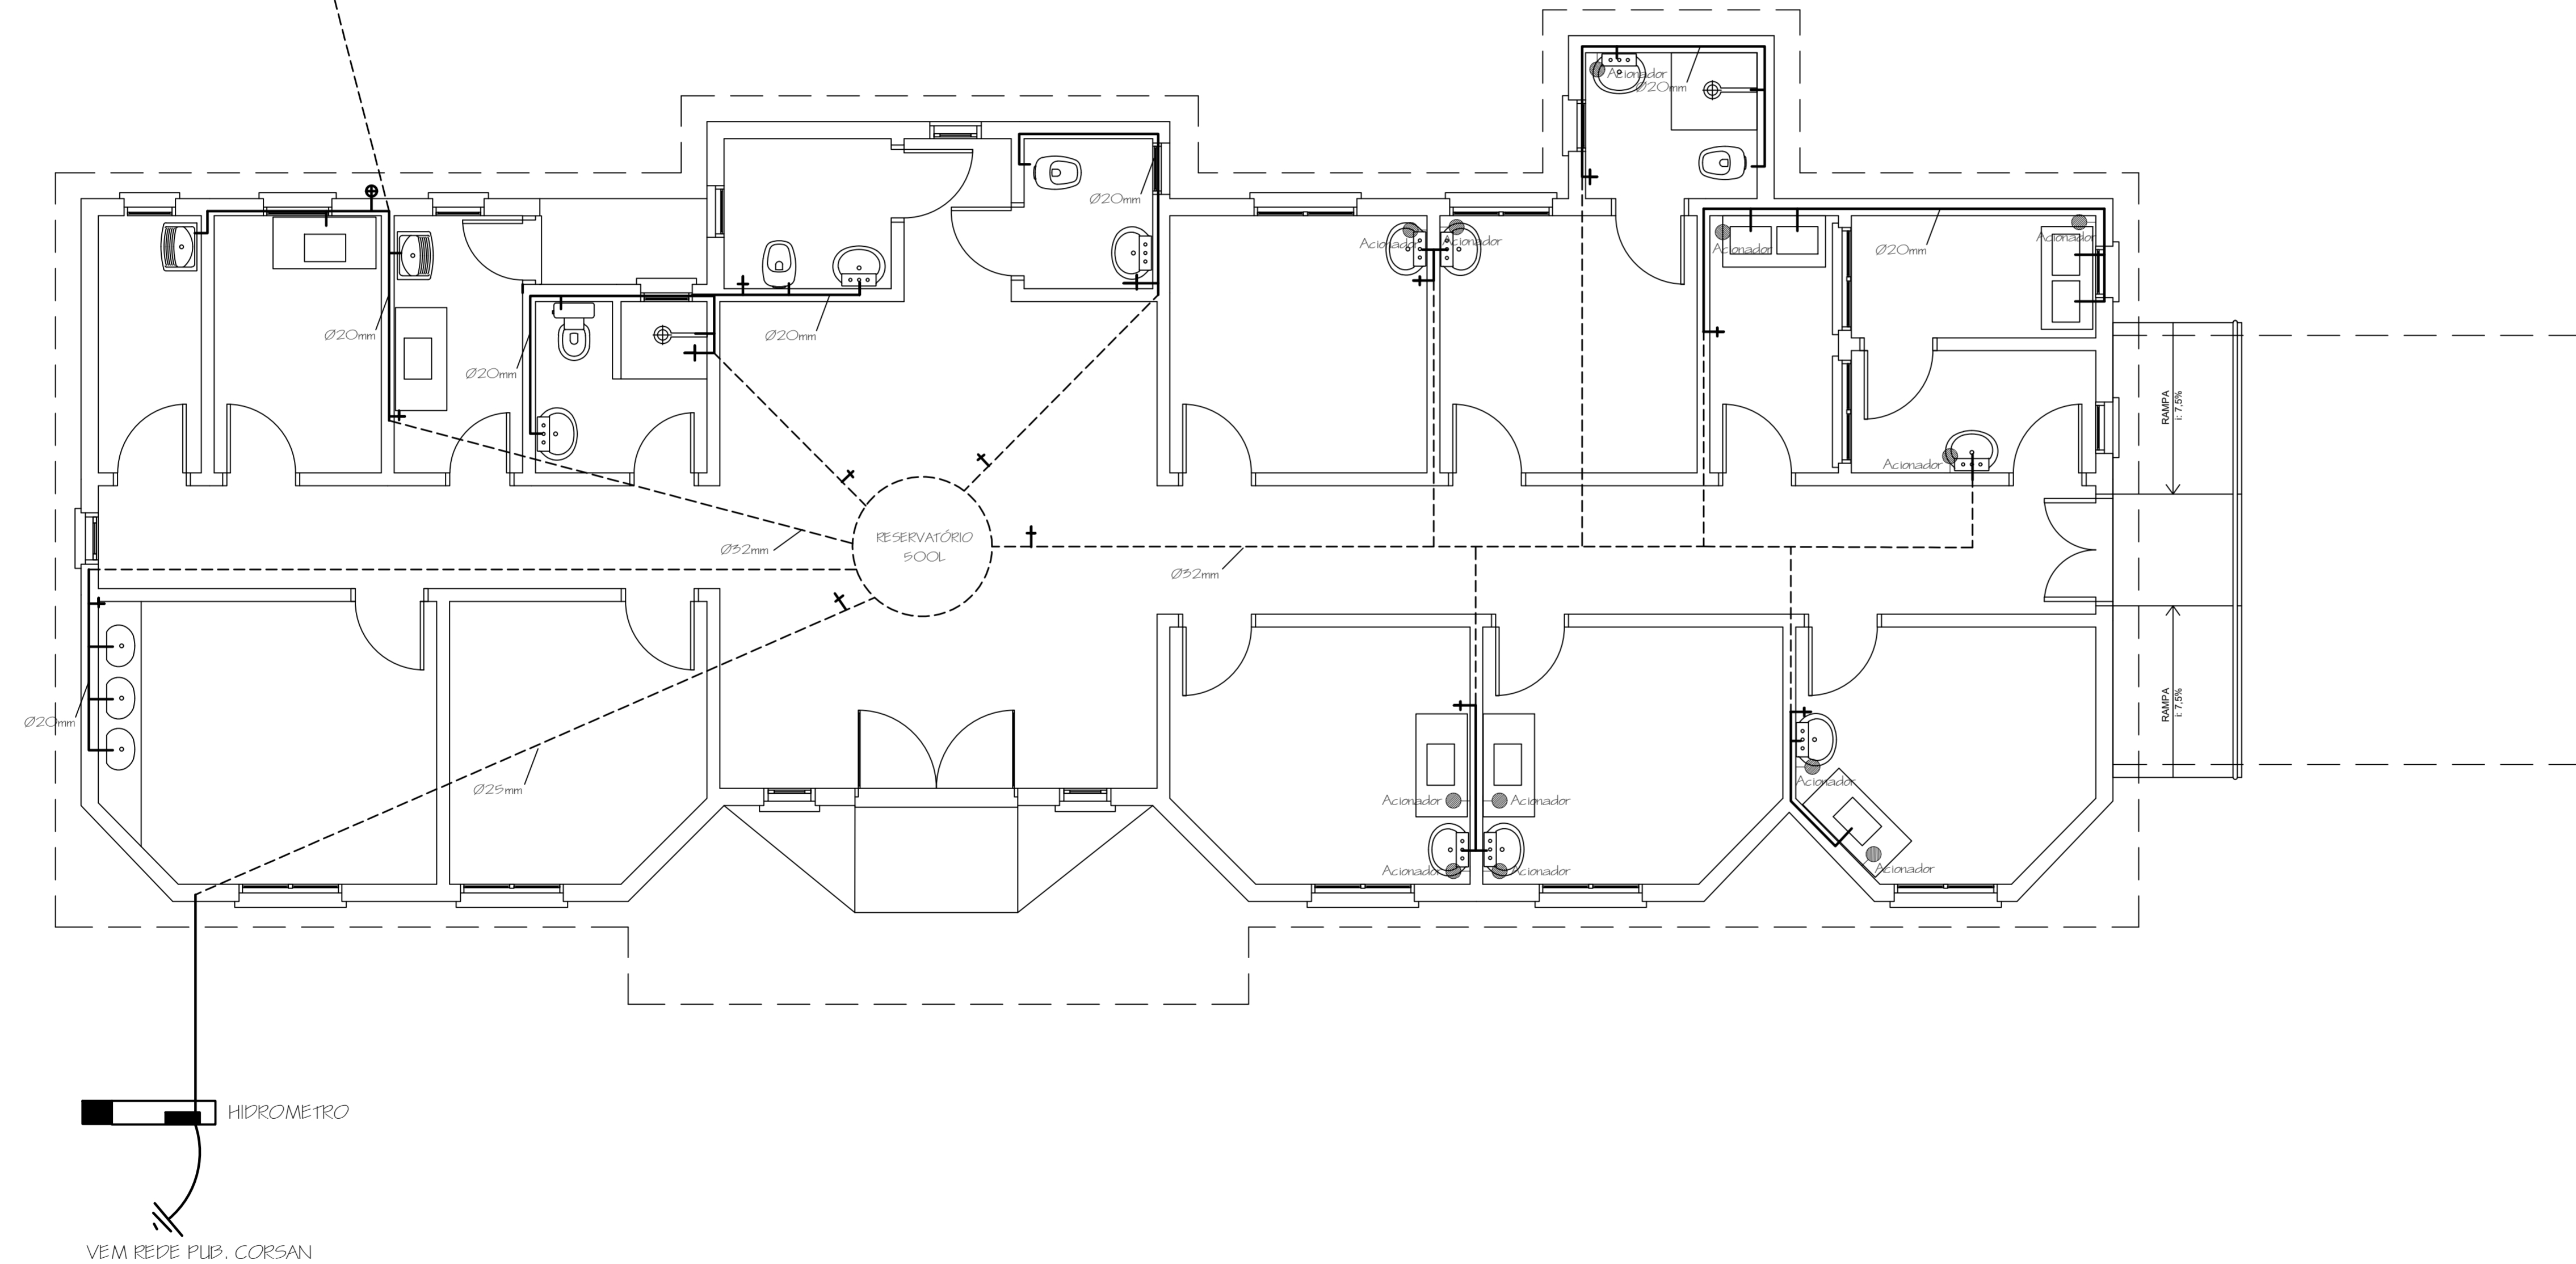 Acionador
Ø20mm
Ø20mm
Acionador
Acionador
Acionador
Acionador
Ø20mm
Ø20mm
Ø20mm
Ø20mm
Ø20mm
RAMPA
i: 7,5%
Acionador
RESERVATÓRIO
500L
Ø32mm
Ø32mm
Ø20mm
RAMPA
i: 7,5%
Ø25mm
Acionador
Acionador
Acionador
Acionador
Acionador
Acionador
HIDROMETRO
VEM REDE PUB. CORSAN